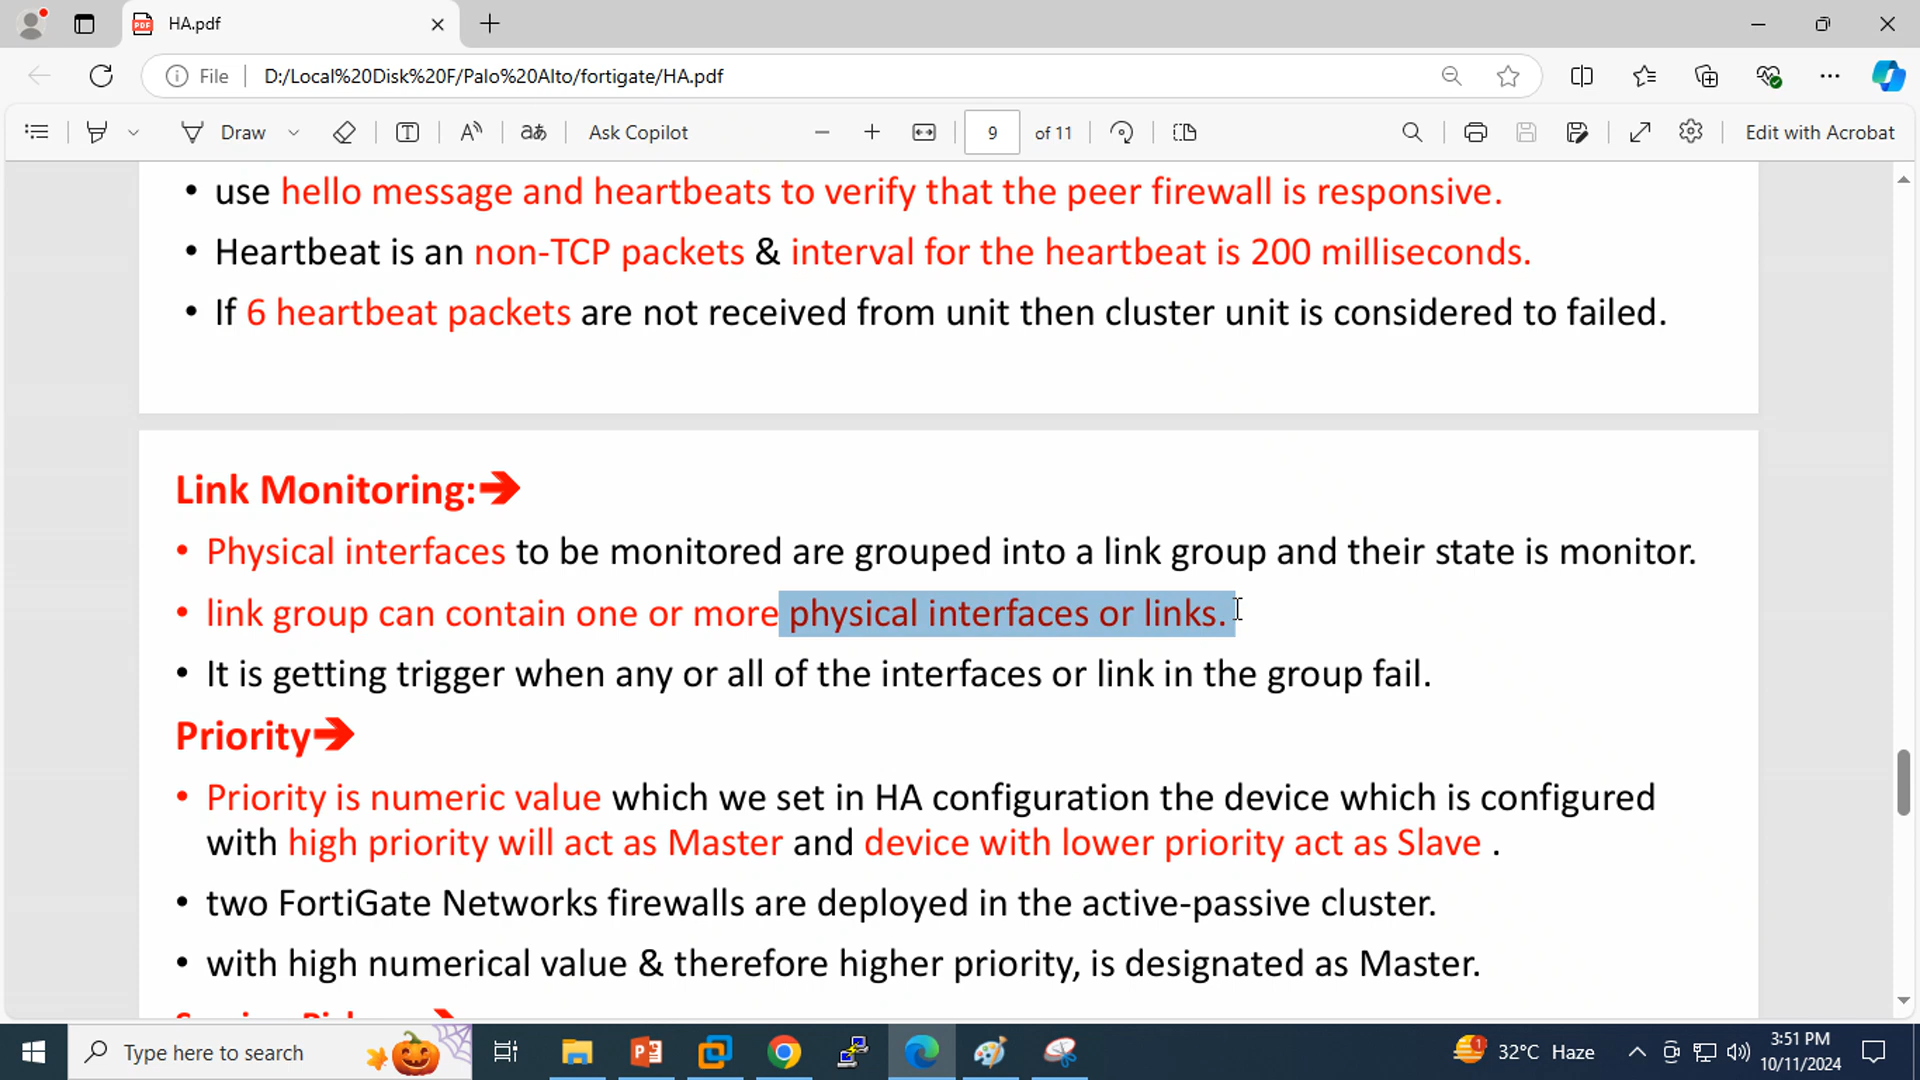 HA.pdf
File
D:/Local%20Disk%20F/Palo%20Alto/fortigate/HA.pdf
Draw
Ask Copilot
9
of 11
Edit with Acrobat
• use hello message and heartbeats to verify that the peer firewall is responsive.
• Heartbeat is an non-TCP packets & interval for the heartbeat is 200 milliseconds.
• If 6 heartbeat packets are not received from unit then cluster unit is considered to failed.
Link Monitoring:➔
• Physical interfaces to be monitored are grouped into a link group and their state is monitor.
• link group can contain one or more physical interfaces or links.
• It is getting trigger when any or all of the interfaces or link in the group fail.
Priority➔
• Priority is numeric value which we set in HA configuration the device which is configured
with high priority will act as Master and device with lower priority act as Slave .
• two FortiGate Networks firewalls are deployed in the active-passive cluster.
• with high numerical value & therefore higher priority, is designated as Master.
Type here to search
32°C Haze
3:51 PM
10/11/2024